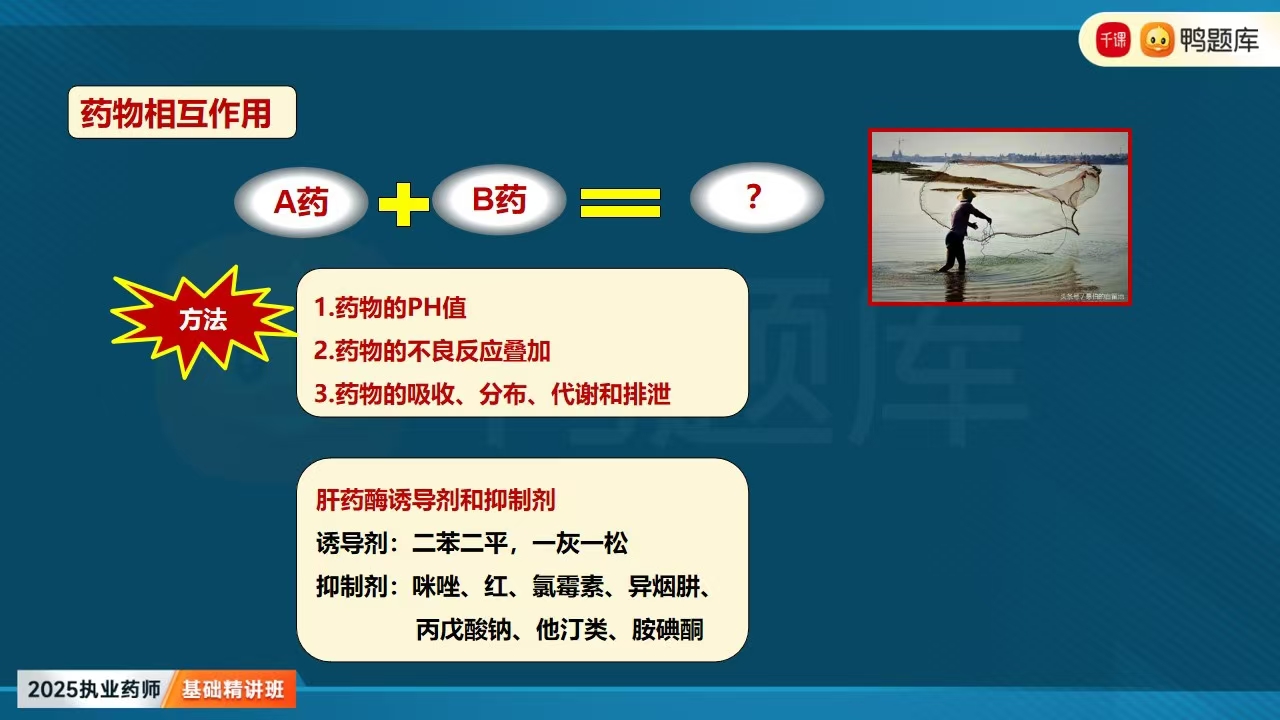 千课 鸭题库
药物相互作用
A药 + B药 = ?
方法
1.药物的PH值
2.药物的不良反应叠加
3.药物的吸收、分布、代谢和排泄
肝药酶诱导剂和抑制剂
诱导剂：二苯二平，一灰一松
抑制剂：咪唑、红、氯霉素、异烟肼、
丙戊酸钠、他汀类、胺碘酮
2025执业药师 基础精讲班